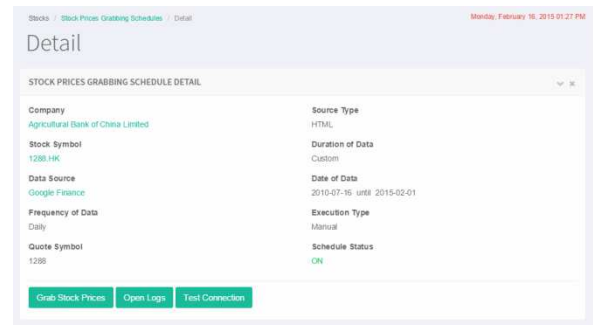 Stocks / Stock Prices Grabbing Schedules / Detail
Monday, February 16, 2015 01:27 PM
Detail
STOCK PRICES GRABBING SCHEDULE DETAIL
Company
Agricultural Bank of China Limited
Source Type
HTML
Stock Symbol
1288.HK
Duration of Data
Custom
Data Source
Google Finance
Date of Data
2010-07-16 until 2015-02-01
Frequency of Data
Daily
Execution Type
Manual
Quote Symbol
1288
Schedule Status
ON
Grab Stock Prices Open Logs Test Connection